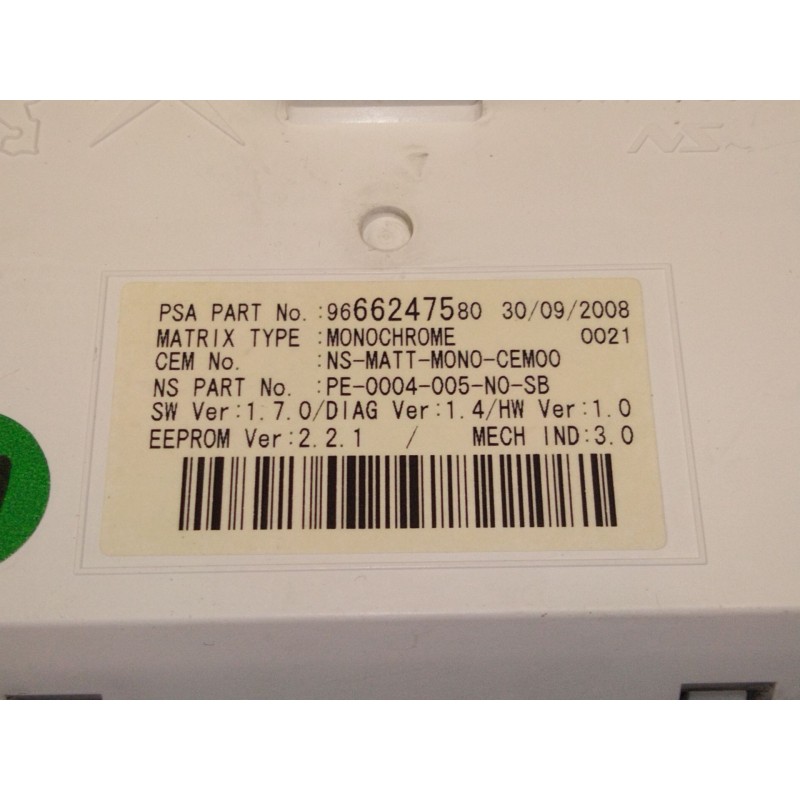 PSA PART No. :9666247580 30/09/2008
MATRIX TYPE :MONOCHROME 0021
CEM No. :NS-MATT-MONO-CEM00
NS PART No. :PE-0004-005-N0-SB
SW Ver:1.7.0/DIAG Ver:1.4/HW Ver:1.0
EEPROM Ver:2.2.1 / MECH IND:3.0